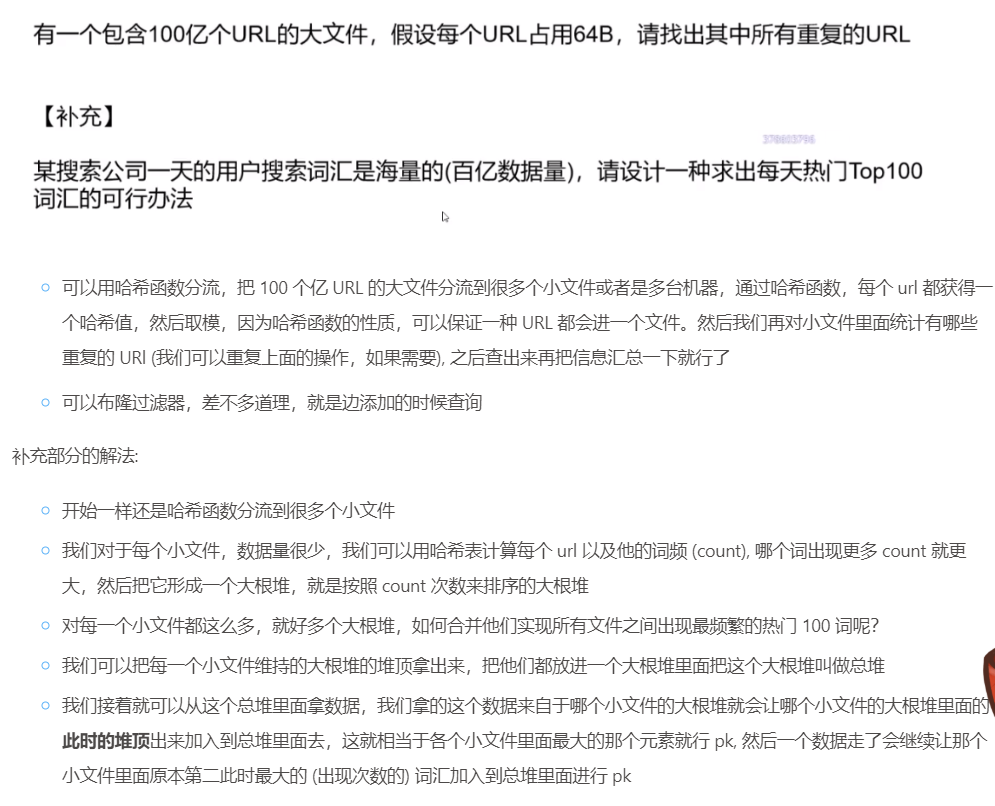 有一个包含100亿个URL的大文件，假设每个URL占用64B，请找出其中所有重复的URL
【补充】
某搜索公司一天的用户搜索词汇是海量的(百亿数据量)，请设计一种求出每天热门Top100
词汇的可行办法
可以用哈希函数分流，把 100 个亿 URL 的大文件分流到很多个小文件或者是多台机器，通过哈希函数，每个 url 都获得一
个哈希值，然后取模，因为哈希函数的性质，可以保证一种 URL 都会进一个文件。然后我们再对小文件里面统计有哪些
重复的 URl (我们可以重复上面的操作，如果需要), 之后查出来再把信息汇总一下就行了
可以布隆过滤器，差不多道理，就是边添加的时候查询
补充部分的解法:
开始一样还是哈希函数分流到很多个小文件
我们对于每个小文件，数据量很少，我们可以用哈希表计算每个 url 以及他的词频 (count), 哪个词出现更多 count 就更
大，然后把它形成一个大根堆，就是按照 count 次数来排序的大根堆
对每一个小文件都这么多，就好多个大根堆，如何合并他们实现所有文件之间出现最频繁的热门 100 词呢?
我们可以把每一个小文件维持的大根堆的堆顶拿出来，把他们都放进一个大根堆里面把这个大根堆叫做总堆
我们接着就可以从这个总堆里面拿数据，我们拿的这个数据来自于哪个小文件的大根堆就会让哪个小文件的大根堆里面的
此时的堆顶出来加入到总堆里面去，这就相当于各个小文件里面最大的那个元素就行 pk, 然后一个数据走了会继续让那个
小文件里面原本第二此时最大的 (出现次数的) 词汇加入到总堆里面进行 pk